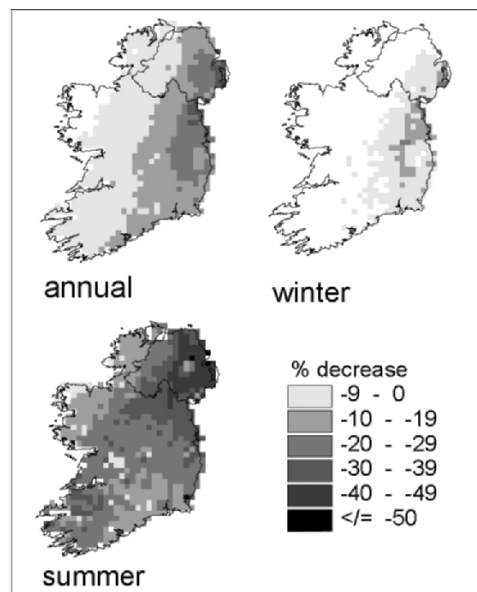 annual
winter
% decrease
-9 - 0
-10 - -19
-20 - -29
-30 - -39
-40 - -49
</= -50
summer